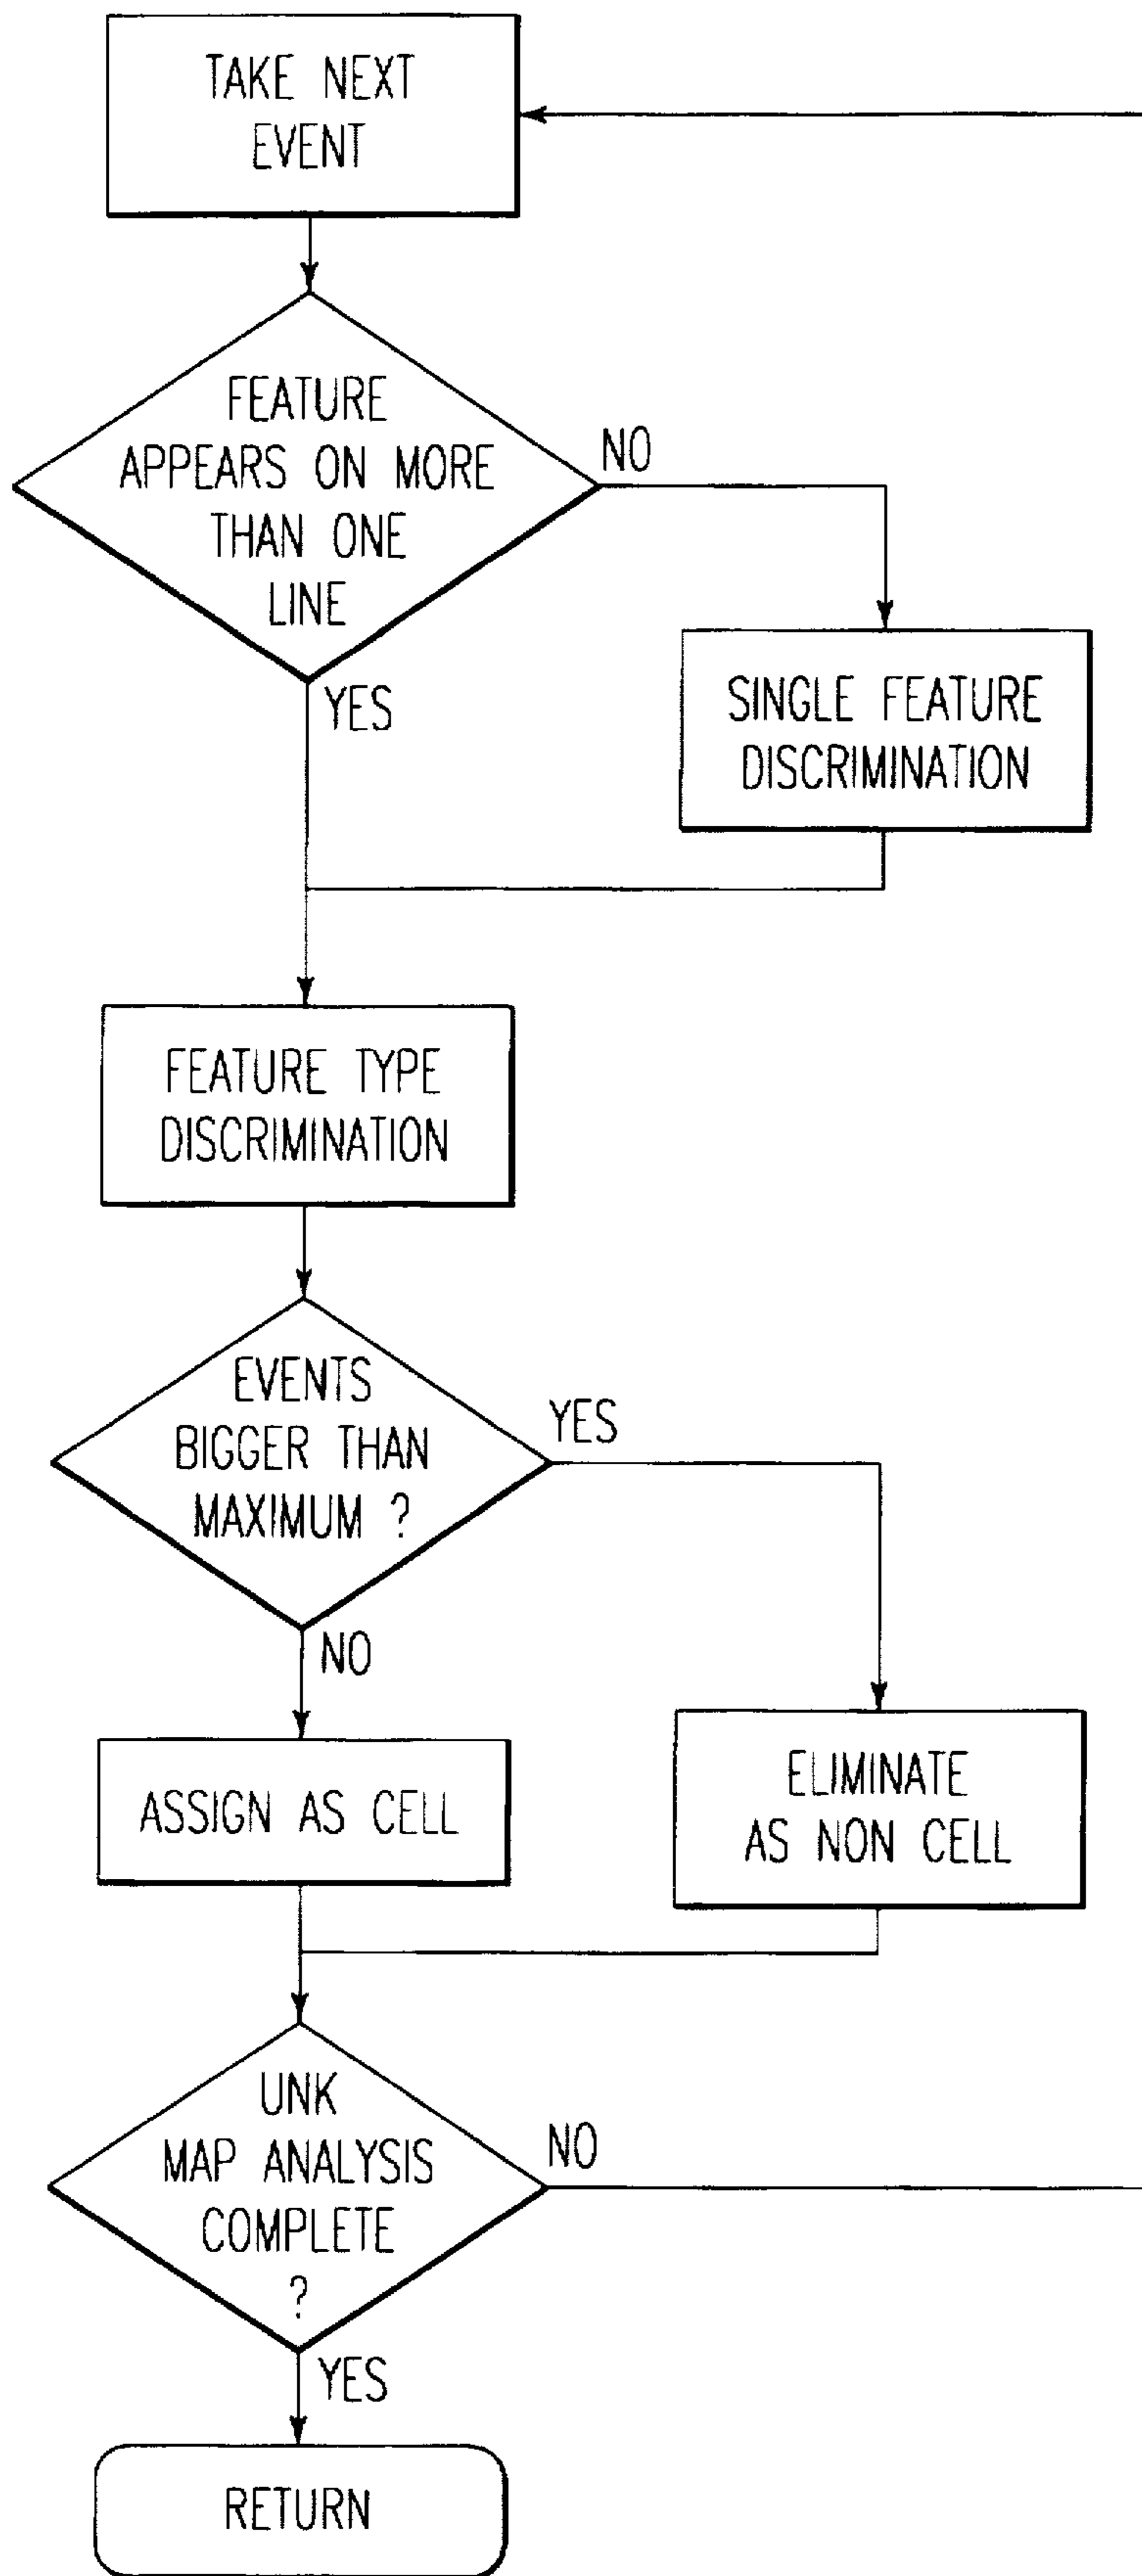 TAKE NEXT
EVENT
FEATURE
APPEARS ON MORE
THAN ONE
LINE
NO
YES
SINGLE FEATURE
DISCRIMINATION
FEATURE TYPE
DISCRIMINATION
EVENTS
BIGGER THAN
MAXIMUM ?
YES
NO
ASSIGN AS CELL
ELIMINATE
AS NON CELL
UNK
MAP ANALYSIS
COMPLETE
?
NO
YES
RETURN